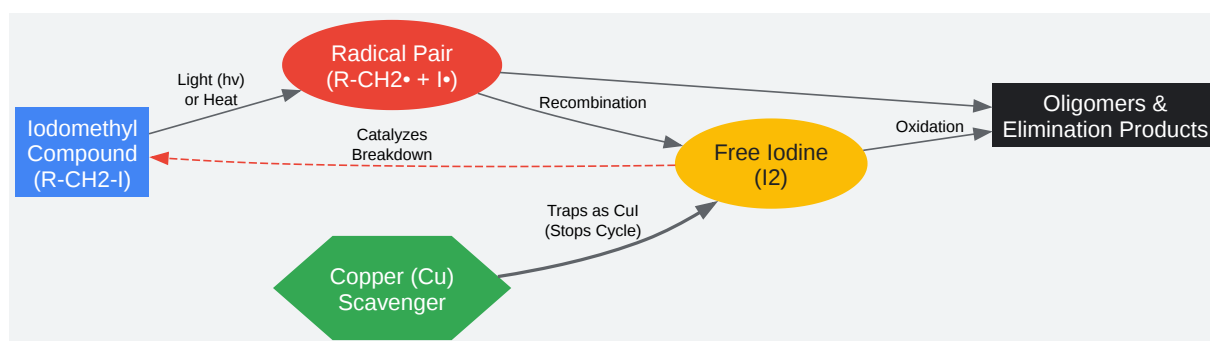 Radical Pair
(R-CH2• + I•)
Light (hv)
or Heat
Iodomethyl
Compound
(R-CH2-I)
Recombination
Catalyzes
Breakdown
Free Iodine
(I2)
Oxidation
Oligomers &
Elimination Products
Traps as CuI
(Stops Cycle)
Copper (Cu)
Scavenger